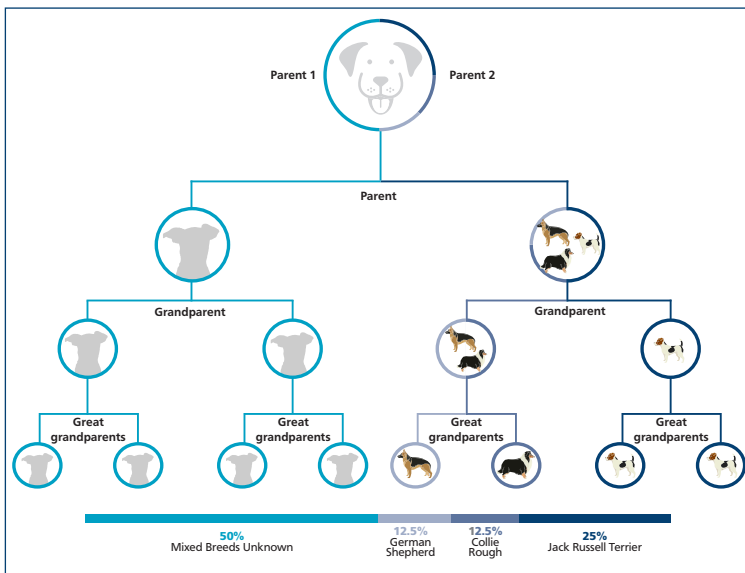 Parent 1
Parent 2
Parent
Grandparent
Grandparent
Great
grandparents
Great
grandparents
Great
grandparents
Great
grandparents
50%
Mixed Breeds Unknown
12.5%
German
Shepherd
12.5%
Collie
Rough
25%
Jack Russell Terrier